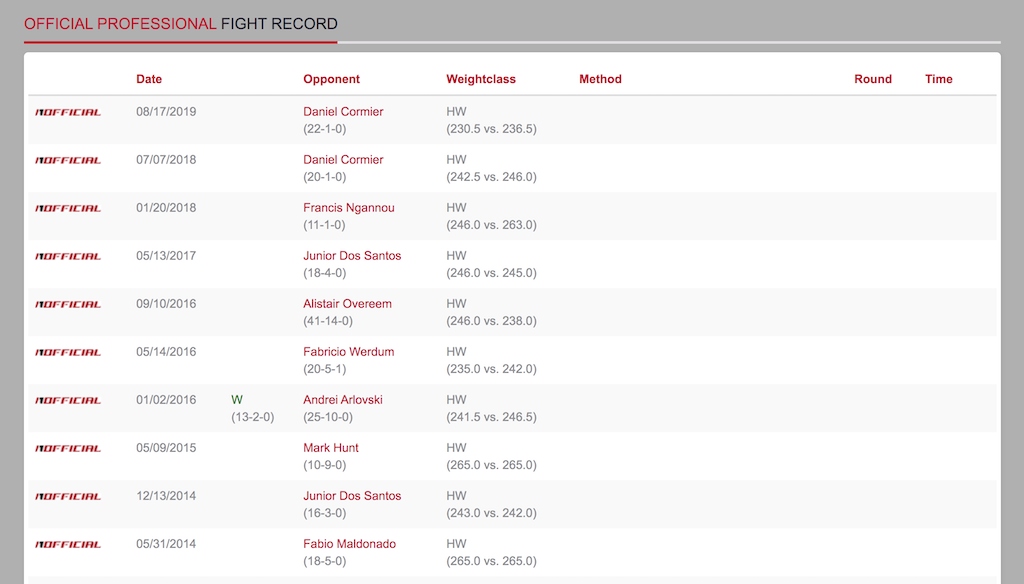 OFFICIAL PROFESSIONAL FIGHT RECORD
Date Opponent Weightclass Method Round Time
OFFICIAL 08/17/2019 Daniel Cormier HW
(22-1-0) (230.5 vs. 236.5)
OFFICIAL 07/07/2018 Daniel Cormier HW
(20-1-0) (242.5 vs. 246.0)
OFFICIAL 01/20/2018 Francis Ngannou HW
(11-1-0) (246.0 vs. 263.0)
OFFICIAL 05/13/2017 Junior Dos Santos HW
(18-4-0) (246.0 vs. 245.0)
OFFICIAL 09/10/2016 Alistair Overeem HW
(41-14-0) (246.0 vs. 238.0)
OFFICIAL 05/14/2016 Fabricio Werdum HW
(20-5-1) (235.0 vs. 242.0)
OFFICIAL 01/02/2016 W Andrei Arlovski HW
(13-2-0) (25-10-0) (241.5 vs. 246.5)
OFFICIAL 05/09/2015 Mark Hunt HW
(10-9-0) (265.0 vs. 265.0)
OFFICIAL 12/13/2014 Junior Dos Santos HW
(16-3-0) (243.0 vs. 242.0)
OFFICIAL 05/31/2014 Fabio Maldonado HW
(18-5-0) (265.0 vs. 265.0)